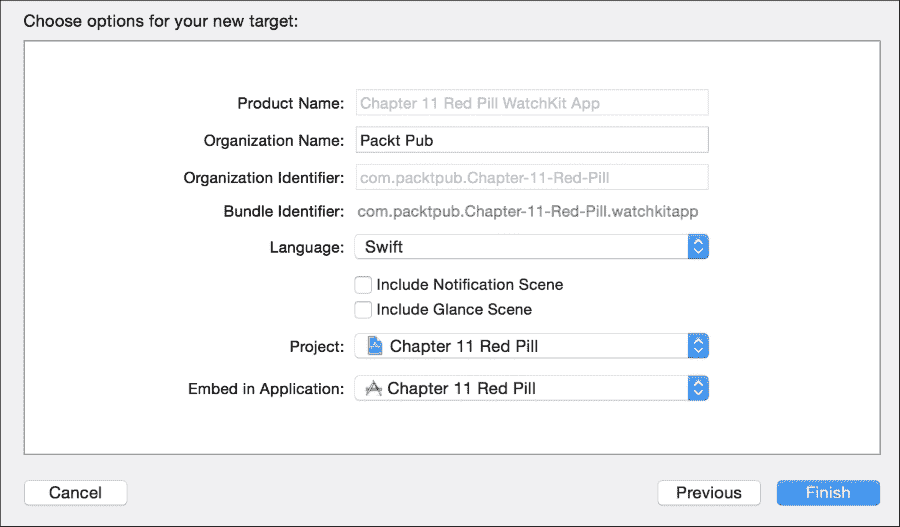 Choose options for your new target:
Product Name: Chapter 11 Red Pill WatchKit App
Organization Name: Packt Pub
Organization Identifier: com.packtpub.Chapter-11-Red-Pill
Bundle Identifier: com.packtpub.Chapter-11-Red-Pill.watchkitapp
Language: Swift
Include Notification Scene
Include Glance Scene
Project: Chapter 11 Red Pill
Embed in Application: Chapter 11 Red Pill
Cancel Previous Finish